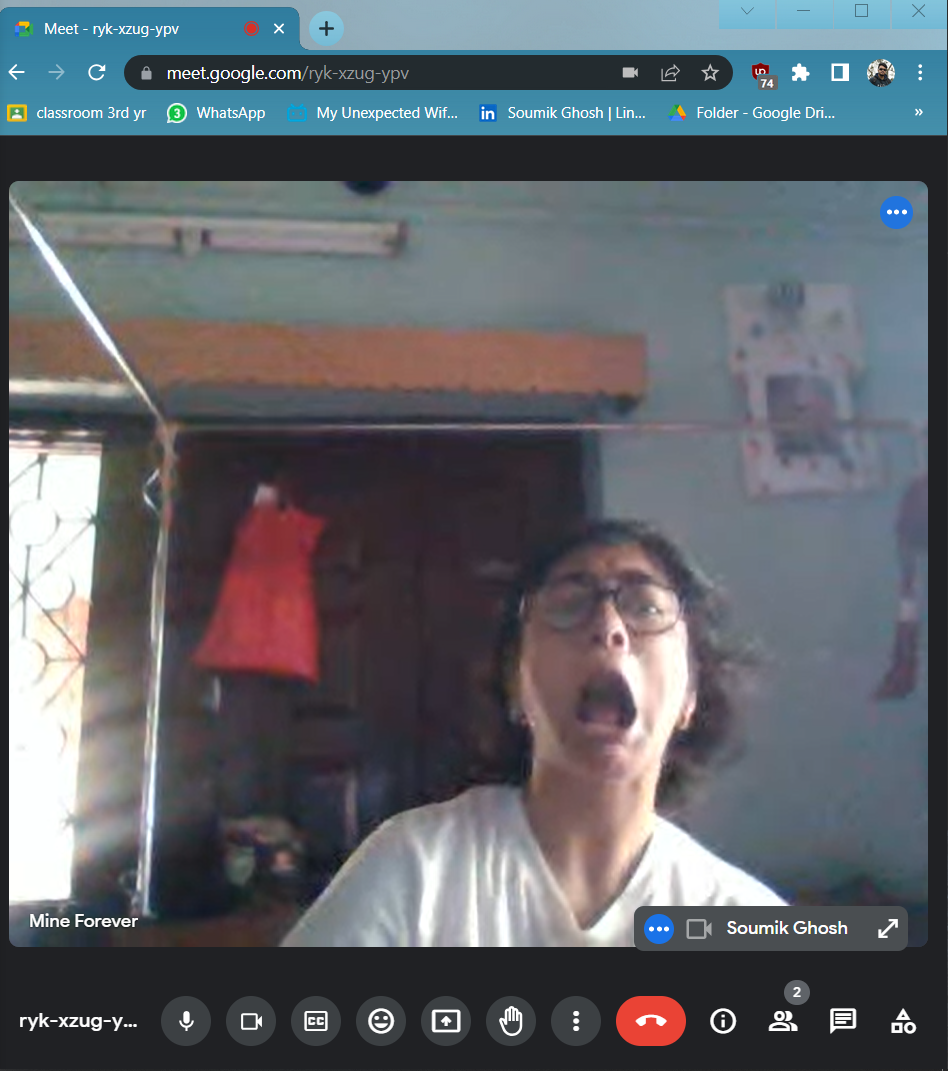 Meet - ryk-xzug-ypv
meet.google.com/ryk-xzug-ypv
74
classroom 3rd yr
3
WhatsApp
My Unexpected Wif...
in
Soumik Ghosh | Lin...
Folder - Google Dri...
»
Mine Forever
Soumik Ghosh
2
ryk-xzug-y...
CC